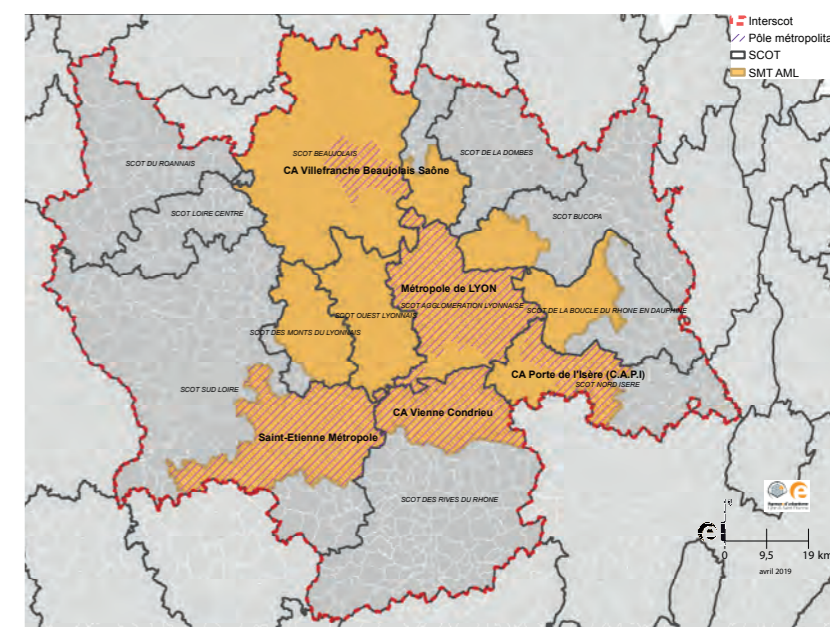 Interscot
Pôle métropolita
SCOT
SMT AML
SCOT BEAUJOLAIS
SCOT DE LA DOMBES
SCOT DU ROANNAIS
CA Villefranche Beaujolais Saône
SCOT LOIRE CENTRE
SCOT BUCOPA
Métropole de LYON
SCOT AGGLOMERATION LYONNAISE
SCOT DE LA BOUCLE DU RHONE EN DAUPHINE
SCOT OUEST LYONNAIS
SCOT DES MONTS DU LYONNAIS
CA Porte de l'Isère (C.A.P.I)
SCOT NORD ISERE
SCOT SUD LOIRE
CA Vienne Condrieu
Saint-Etienne Métropole
SCOT DES RIVES DU RHONE
0 9,5 19 km
avril 2019